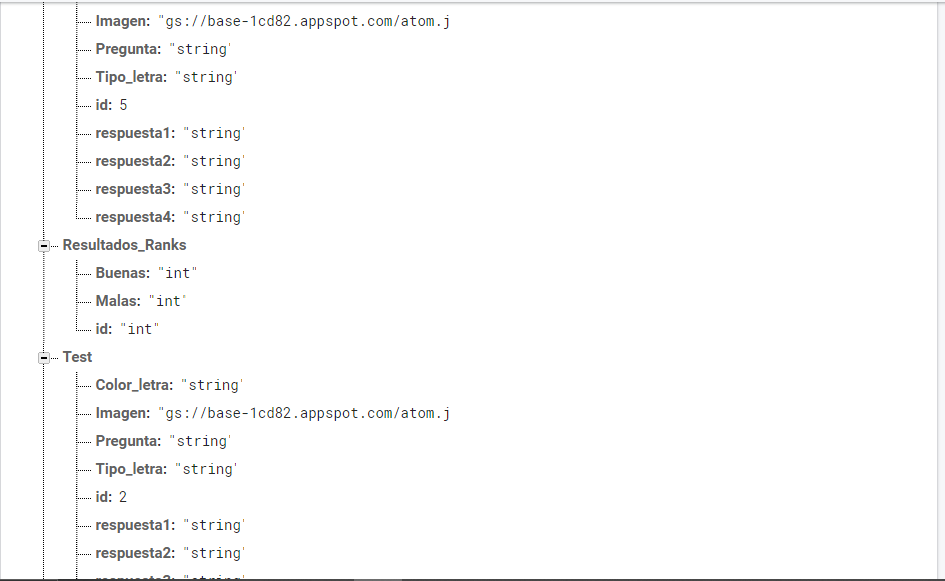 Imagen: "gs://base-1cd82.appspot.com/atom.j
Pregunta: "string"
Tipo_letra: "string"
id: 5
respuesta1: "string"
respuesta2: "string"
respuesta3: "string"
respuesta4: "string"
Resultados_Ranks
Buenas: "int"
Malas: "int"
id: "int"
Test
Color_letra: "string"
Imagen: "gs://base-1cd82.appspot.com/atom.j
Pregunta: "string"
Tipo_letra: "string"
id: 2
respuesta1: "string"
respuesta2: "string"
respuesta3: "string"